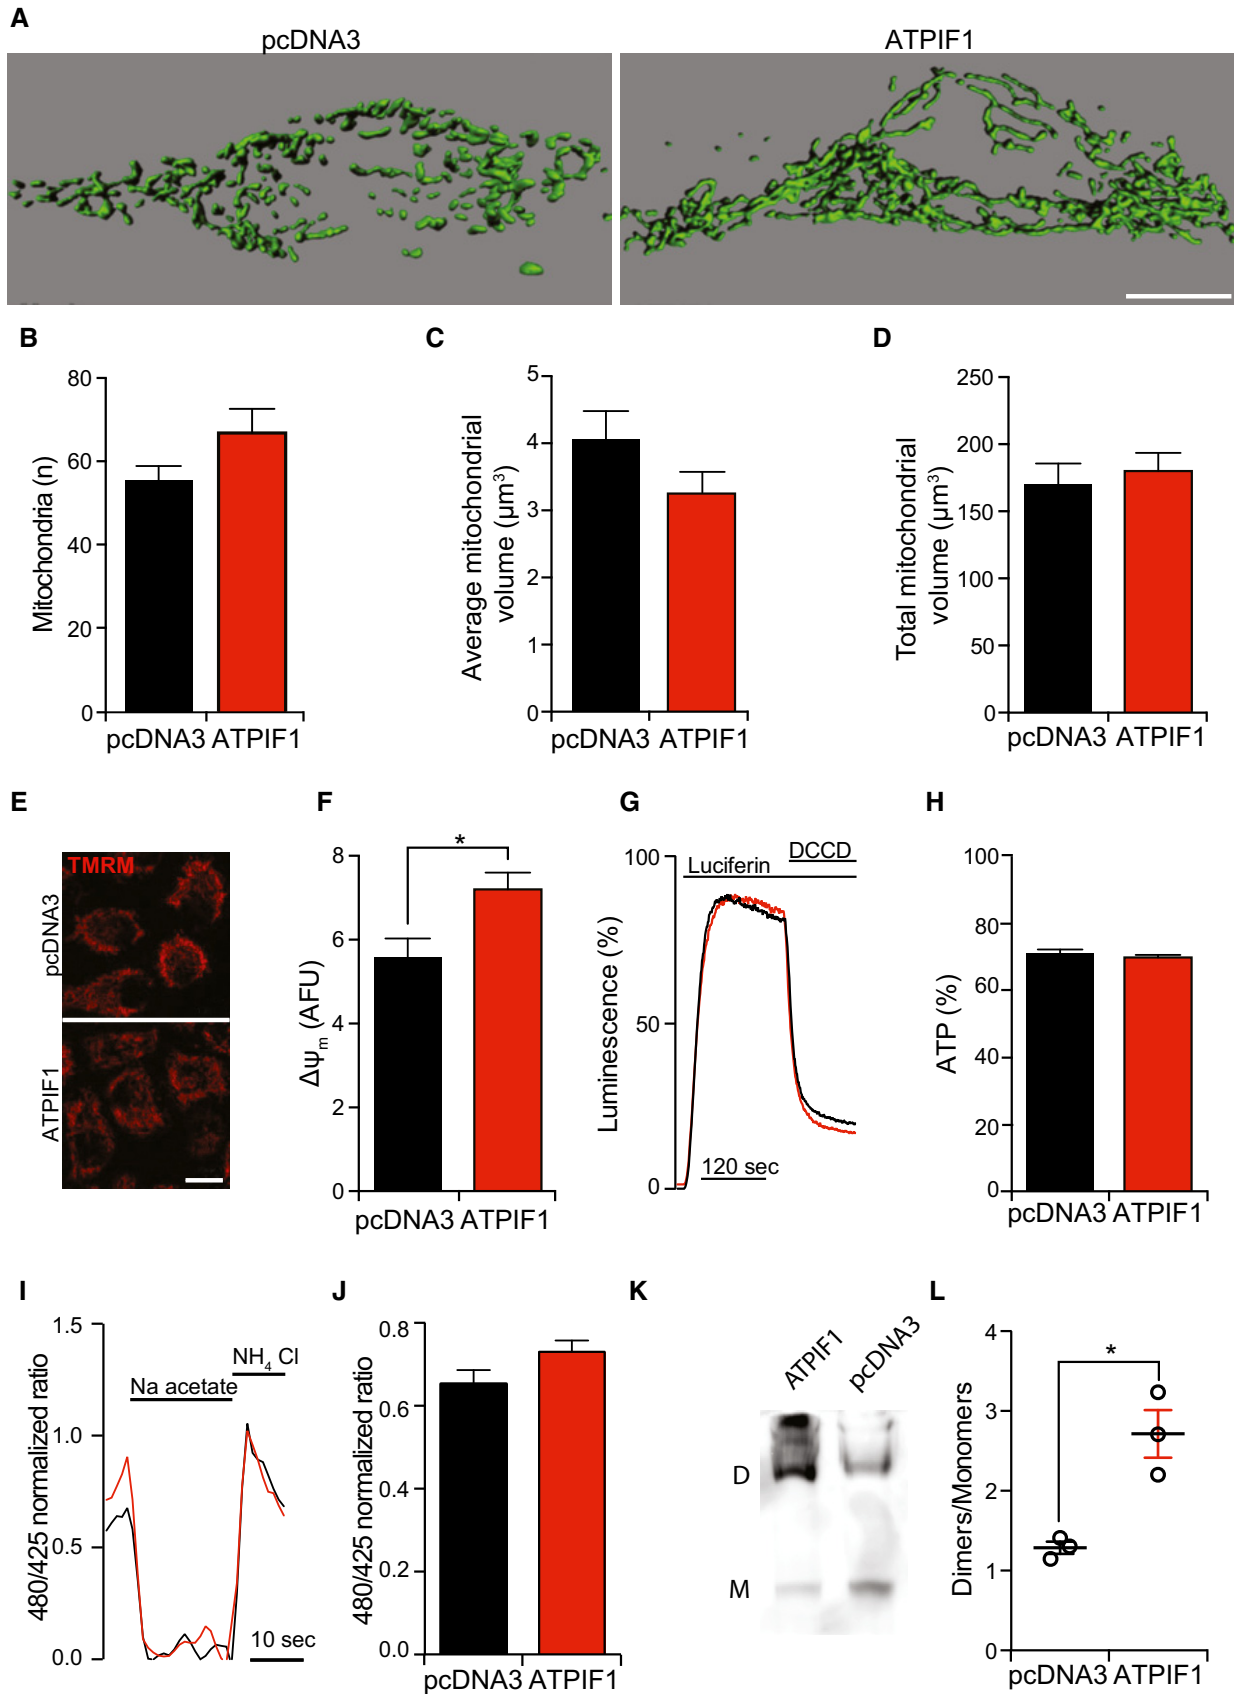 A
pcDNA3
ATPIF1
B
Mitochondria (n)
80
60
40
20
0
pcDNA3 ATPIF1
C
Average mitochondrial
volume (µm³)
5
4
3
2
1
0
pcDNA3 ATPIF1
D
Total mitochondrial
volume (µm³)
250
200
150
100
50
0
pcDNA3 ATPIF1
E
TMRM
pcDNA3
ATPIF1
F
ΔΨm (AFU)
8
6
4
2
0
*
pcDNA3 ATPIF1
G
Luminescence (%)
100
50
0
Luciferin
DCCD
120 sec
H
ATP (%)
100
80
60
40
20
0
pcDNA3 ATPIF1
I
480/425 normalized ratio
1.5
1.0
0.5
0.0
Na acetate
NH₄ Cl
10 sec
J
480/425 normalized ratio
0.8
0.6
0.4
0.2
0.0
pcDNA3 ATPIF1
K
ATPIF1
pcDNA3
D
M
L
Dimers/Monomers
4
3
2
1
0
*
pcDNA3 ATPIF1